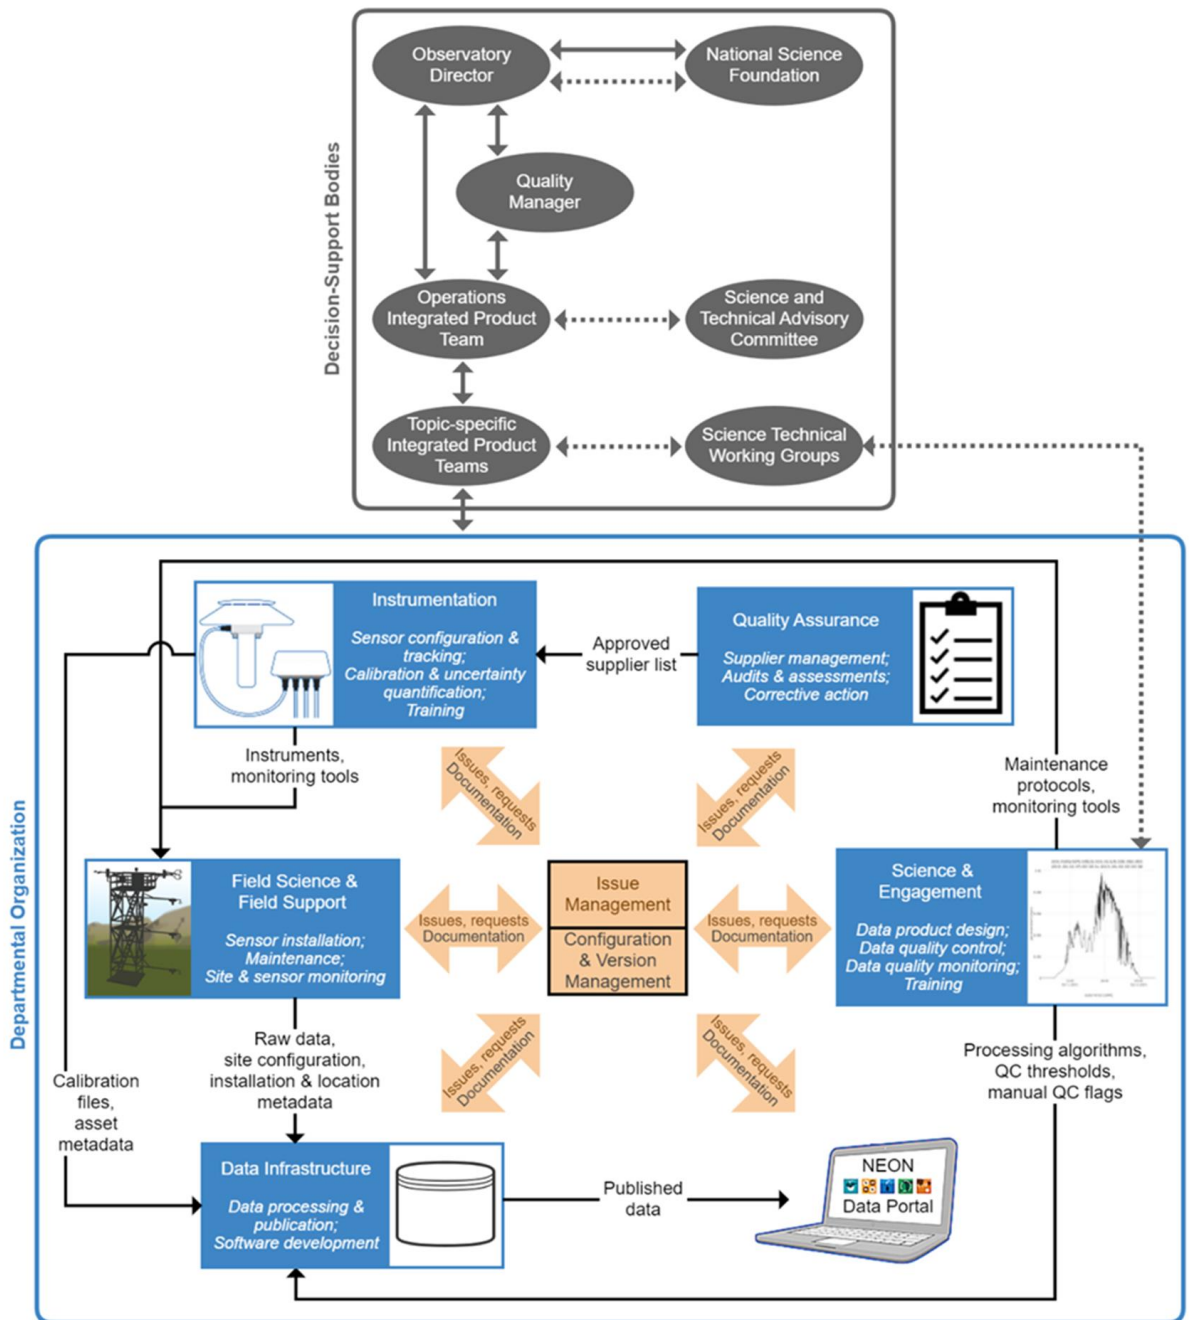 Decision-Support Bodies
Observatory
Director
National Science
Foundation
Quality
Manager
Operations
Integrated Product
Team
Science and
Technical Advisory
Committee
Topic-specific
Integrated Product
Teams
Science Technical
Working Groups
Departmental Organization
Instrumentation
Sensor configuration &
tracking;
Calibration & uncertainty
quantification;
Training
Approved
supplier list
Quality Assurance
Supplier management;
Audits & assessments;
Corrective action
Instruments,
monitoring tools
Issues, requests
Documentation
Issues, requests
Documentation
Maintenance
protocols,
monitoring tools
Field Science &
Field Support
Sensor installation;
Maintenance;
Site & sensor monitoring
Issues, requests
Documentation
Issue
Management
Configuration
& Version
Management
Issues, requests
Documentation
Science &
Engagement
Data product design;
Data quality control;
Data quality monitoring;
Training
Raw data,
site configuration,
installation & location
metadata
Issues, requests
Documentation
Issues, requests
Documentation
Processing algorithms,
QC thresholds,
manual QC flags
Calibration
files,
asset
metadata
Data Infrastructure
Data processing &
publication;
Software development
Published
data
NEON
Data Portal